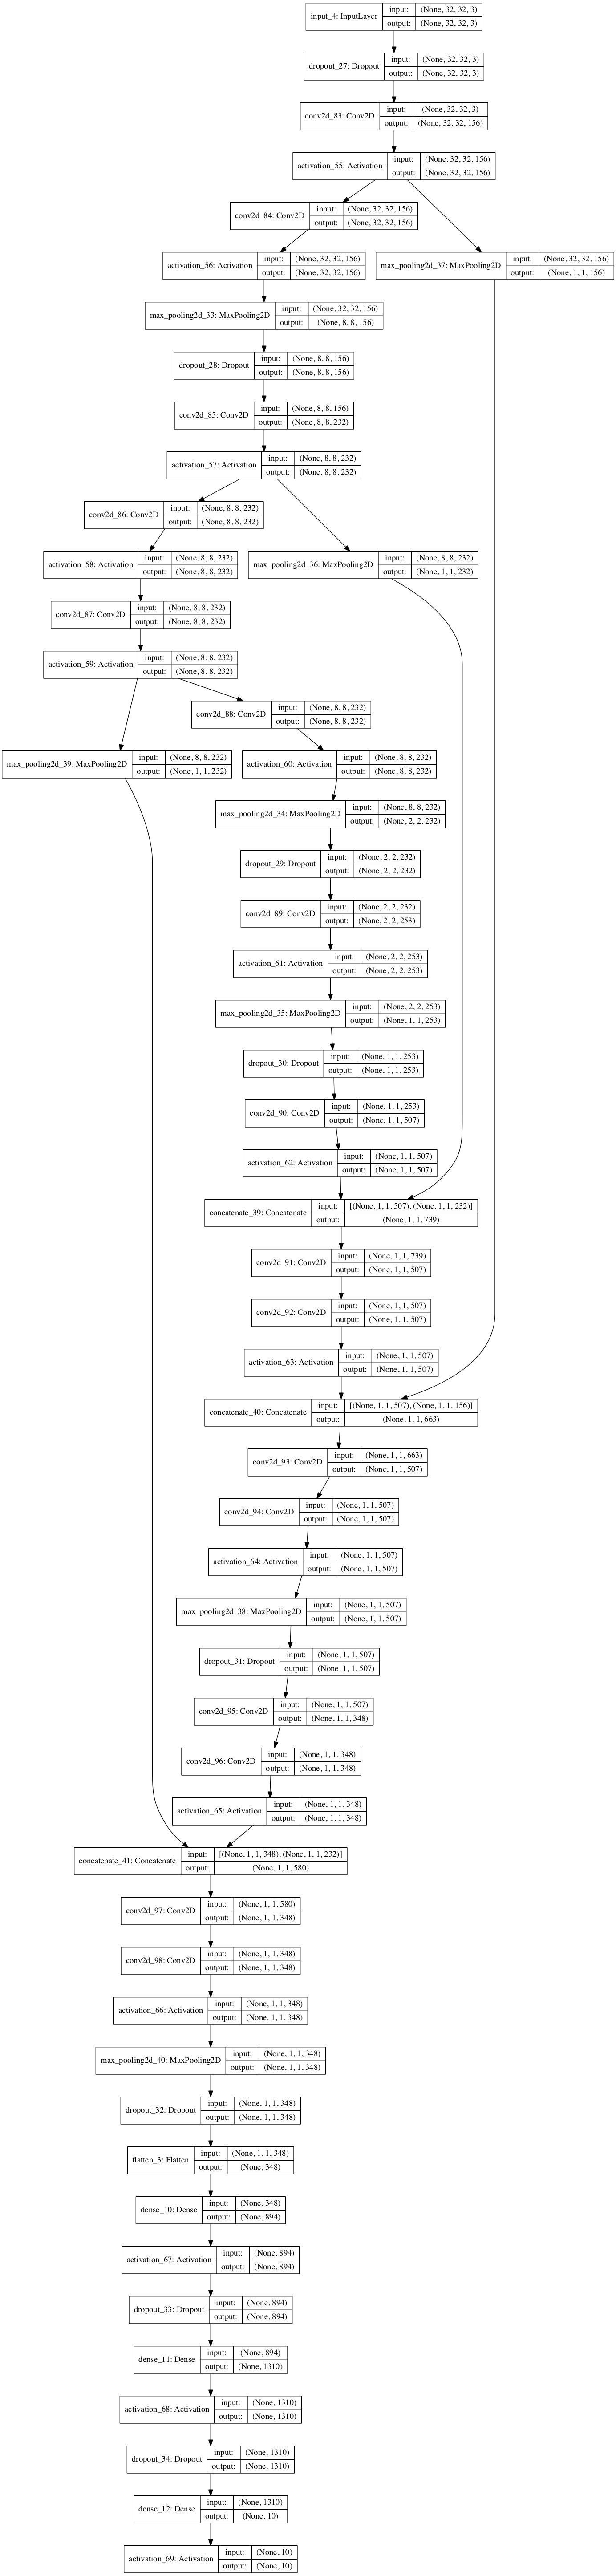 input_4: InputLayer
input: (None, 32, 32, 3)
output: (None, 32, 32, 3)
dropout_27: Dropout
input: (None, 32, 32, 3)
output: (None, 32, 32, 3)
conv2d_83: Conv2D
input: (None, 32, 32, 3)
output: (None, 32, 32, 156)
activation_55: Activation
input: (None, 32, 32, 156)
output: (None, 32, 32, 156)
conv2d_84: Conv2D
input: (None, 32, 32, 156)
output: (None, 32, 32, 156)
activation_56: Activation
input: (None, 32, 32, 156)
output: (None, 32, 32, 156)
max_pooling2d_37: MaxPooling2D
input: (None, 32, 32, 156)
output: (None, 1, 1, 156)
max_pooling2d_33: MaxPooling2D
input: (None, 32, 32, 156)
output: (None, 8, 8, 156)
dropout_28: Dropout
input: (None, 8, 8, 156)
output: (None, 8, 8, 156)
conv2d_85: Conv2D
input: (None, 8, 8, 156)
output: (None, 8, 8, 232)
activation_57: Activation
input: (None, 8, 8, 232)
output: (None, 8, 8, 232)
conv2d_86: Conv2D
input: (None, 8, 8, 232)
output: (None, 8, 8, 232)
activation_58: Activation
input: (None, 8, 8, 232)
output: (None, 8, 8, 232)
max_pooling2d_36: MaxPooling2D
input: (None, 8, 8, 232)
output: (None, 1, 1, 232)
conv2d_87: Conv2D
input: (None, 8, 8, 232)
output: (None, 8, 8, 232)
activation_59: Activation
input: (None, 8, 8, 232)
output: (None, 8, 8, 232)
conv2d_88: Conv2D
input: (None, 8, 8, 232)
output: (None, 8, 8, 232)
max_pooling2d_39: MaxPooling2D
input: (None, 8, 8, 232)
output: (None, 1, 1, 232)
activation_60: Activation
input: (None, 8, 8, 232)
output: (None, 8, 8, 232)
max_pooling2d_34: MaxPooling2D
input: (None, 8, 8, 232)
output: (None, 2, 2, 232)
dropout_29: Dropout
input: (None, 2, 2, 232)
output: (None, 2, 2, 232)
conv2d_89: Conv2D
input: (None, 2, 2, 232)
output: (None, 2, 2, 253)
activation_61: Activation
input: (None, 2, 2, 253)
output: (None, 2, 2, 253)
max_pooling2d_35: MaxPooling2D
input: (None, 2, 2, 253)
output: (None, 1, 1, 253)
dropout_30: Dropout
input: (None, 1, 1, 253)
output: (None, 1, 1, 253)
conv2d_90: Conv2D
input: (None, 1, 1, 253)
output: (None, 1, 1, 507)
activation_62: Activation
input: (None, 1, 1, 507)
output: (None, 1, 1, 507)
concatenate_39: Concatenate
input: [(None, 1, 1, 507), (None, 1, 1, 232)]
output: (None, 1, 1, 739)
conv2d_91: Conv2D
input: (None, 1, 1, 739)
output: (None, 1, 1, 507)
conv2d_92: Conv2D
input: (None, 1, 1, 507)
output: (None, 1, 1, 507)
activation_63: Activation
input: (None, 1, 1, 507)
output: (None, 1, 1, 507)
concatenate_40: Concatenate
input: [(None, 1, 1, 507), (None, 1, 1, 156)]
output: (None, 1, 1, 663)
conv2d_93: Conv2D
input: (None, 1, 1, 663)
output: (None, 1, 1, 507)
conv2d_94: Conv2D
input: (None, 1, 1, 507)
output: (None, 1, 1, 507)
activation_64: Activation
input: (None, 1, 1, 507)
output: (None, 1, 1, 507)
max_pooling2d_38: MaxPooling2D
input: (None, 1, 1, 507)
output: (None, 1, 1, 507)
dropout_31: Dropout
input: (None, 1, 1, 507)
output: (None, 1, 1, 507)
conv2d_95: Conv2D
input: (None, 1, 1, 507)
output: (None, 1, 1, 348)
conv2d_96: Conv2D
input: (None, 1, 1, 348)
output: (None, 1, 1, 348)
activation_65: Activation
input: (None, 1, 1, 348)
output: (None, 1, 1, 348)
concatenate_41: Concatenate
input: [(None, 1, 1, 348), (None, 1, 1, 232)]
output: (None, 1, 1, 580)
conv2d_97: Conv2D
input: (None, 1, 1, 580)
output: (None, 1, 1, 348)
conv2d_98: Conv2D
input: (None, 1, 1, 348)
output: (None, 1, 1, 348)
activation_66: Activation
input: (None, 1, 1, 348)
output: (None, 1, 1, 348)
max_pooling2d_40: MaxPooling2D
input: (None, 1, 1, 348)
output: (None, 1, 1, 348)
dropout_32: Dropout
input: (None, 1, 1, 348)
output: (None, 1, 1, 348)
flatten_3: Flatten
input: (None, 1, 1, 348)
output: (None, 348)
dense_10: Dense
input: (None, 348)
output: (None, 894)
activation_67: Activation
input: (None, 894)
output: (None, 894)
dropout_33: Dropout
input: (None, 894)
output: (None, 894)
dense_11: Dense
input: (None, 894)
output: (None, 1310)
activation_68: Activation
input: (None, 1310)
output: (None, 1310)
dropout_34: Dropout
input: (None, 1310)
output: (None, 1310)
dense_12: Dense
input: (None, 1310)
output: (None, 10)
activation_69: Activation
input: (None, 10)
output: (None, 10)